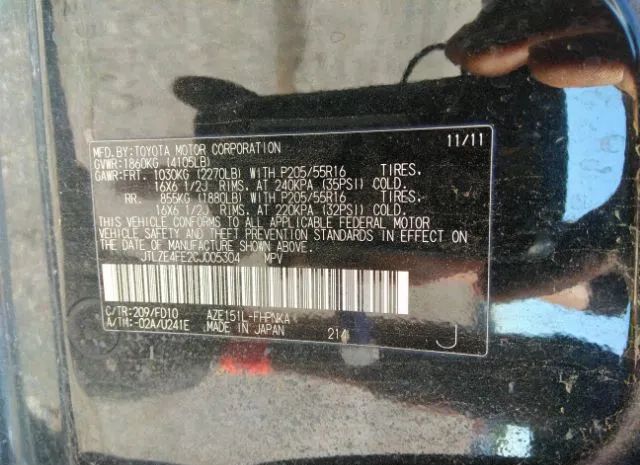 MFD.BY:TOYOTA MOTOR CORPORATION 11/11
GVWR:1860KG (4105LB)
GAWR:FRT. 1030KG (2270LB) WITH P205/55R16 TIRES.
16X6 1/2J RIMS. AT 240KPA (35PSI) COLD.
RR. 855KG (1880LB) WITH P205/55R16 TIRES.
16X6 1/2J RIMS. AT 220KPA (32PSI) COLD.
THIS VEHICLE CONFORMS TO ALL APPLICABLE FEDERAL MOTOR
VEHICLE SAFETY AND THEFT PREVENTION STANDARDS IN EFFECT ON
THE DATE OF MANUFACTURE SHOWN ABOVE.
JTLZE4FE2CJ005304 MPV
C/TR:209/FD10 AZE151L-FHPNKA
A/TM:-02A/U241E MADE IN JAPAN 214 J